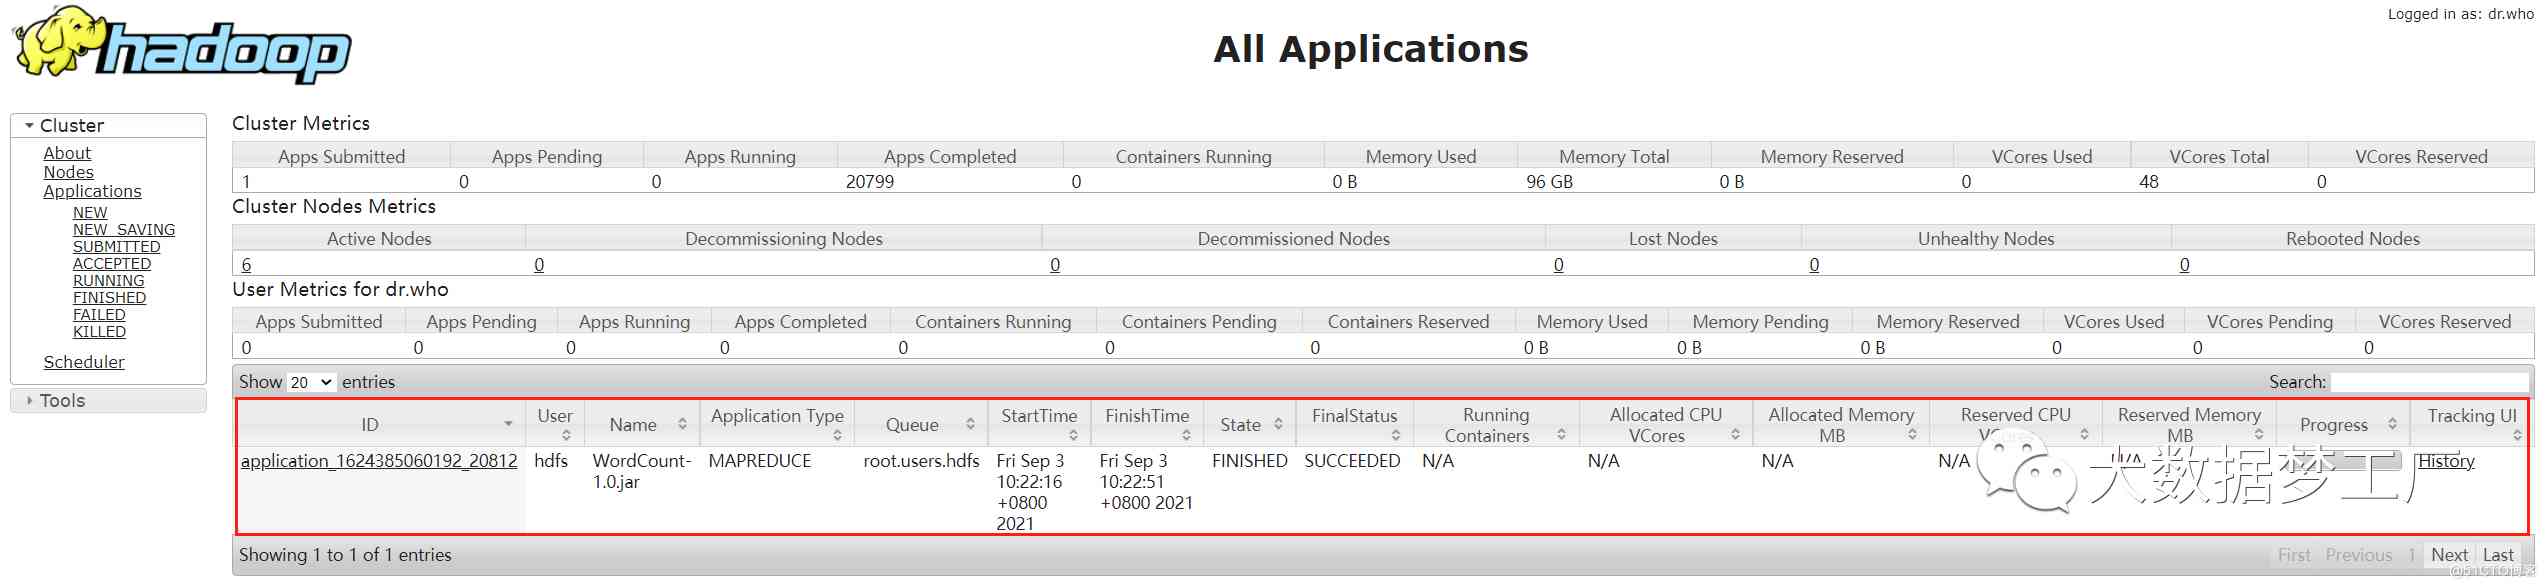 hadoop
Logged in as: dr.who
All Applications
Cluster
About
Nodes
Applications
NEW
NEW_SAVING
SUBMITTED
ACCEPTED
RUNNING
FINISHED
FAILED
KILLED
Scheduler
Tools
Cluster Metrics
Apps Submitted Apps Pending Apps Running Apps Completed Containers Running Memory Used Memory Total Memory Reserved VCores Used VCores Total VCores Reserved
1 0 0 20799 0 0 B 96 GB 0 B 0 48 0
Cluster Nodes Metrics
Active Nodes Decommissioning Nodes Decommissioned Nodes Lost Nodes Unhealthy Nodes Rebooted Nodes
6 0 0 0 0 0
User Metrics for dr.who
Apps Submitted Apps Pending Apps Running Apps Completed Containers Running Containers Pending Containers Reserved Memory Used Memory Pending Memory Reserved VCores Used VCores Pending VCores Reserved
0 0 0 0 0 0 0 0 B 0 B 0 B 0 0 0
Show 20 entries Search:
ID User Name Application Type Queue StartTime FinishTime State FinalStatus Running Containers Allocated CPU VCores Allocated Memory MB Reserved CPU Reserved Memory MB Progress Tracking UI
application_1624385060192_20812 hdfs WordCount-1.0.jar MAPREDUCE root.users.hdfs Fri Sep 3 10:22:16 +0800 2021 Fri Sep 3 10:22:51 +0800 2021 FINISHED SUCCEEDED N/A N/A N/A N/A History
大数据梦工厂
Showing 1 to 1 of 1 entries First Previous 1 Next Last
@51CTO博客